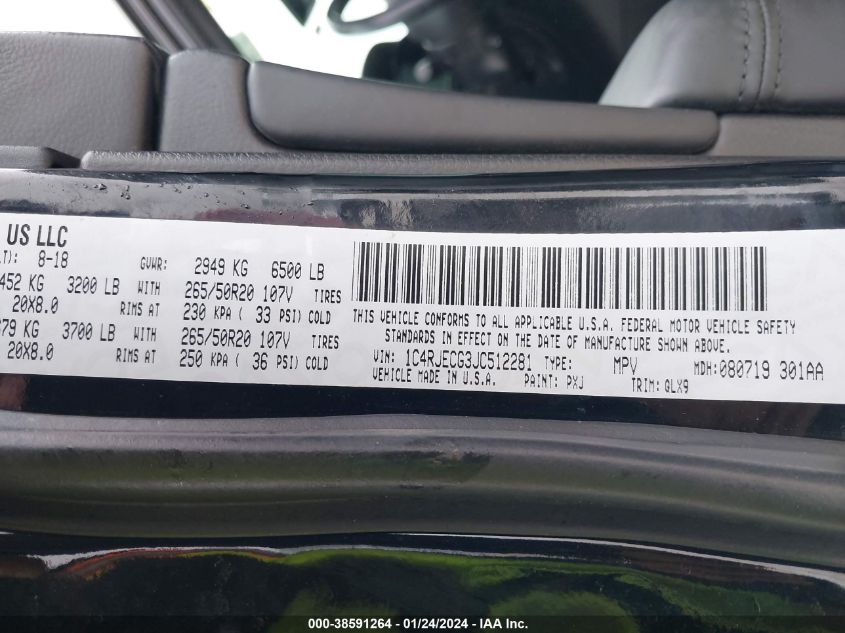 US LLC
LT): 8-18 GVWR: 2949 KG 6500 LB
452 KG 3200 LB WITH 265/50R20 107V TIRES
20X8.0 RIMS AT 230 KPA ( 33 PSI) COLD
79 KG 3700 LB WITH 265/50R20 107V TIRES
20X8.0 RIMS AT 250 KPA ( 36 PSI) COLD
THIS VEHICLE CONFORMS TO ALL APPLICABLE U.S.A. FEDERAL MOTOR VEHICLE SAFETY
STANDARDS IN EFFECT ON THE DATE OF MANUFACTURE SHOWN ABOVE.
VIN: 1C4RJECG3JC512281 TYPE: MPV MDH:080719 301AA
VEHICLE MADE IN U.S.A. PAINT: PXJ TRIM: QLX9
000-38591264 - 01/24/2024 - IAA, Inc.